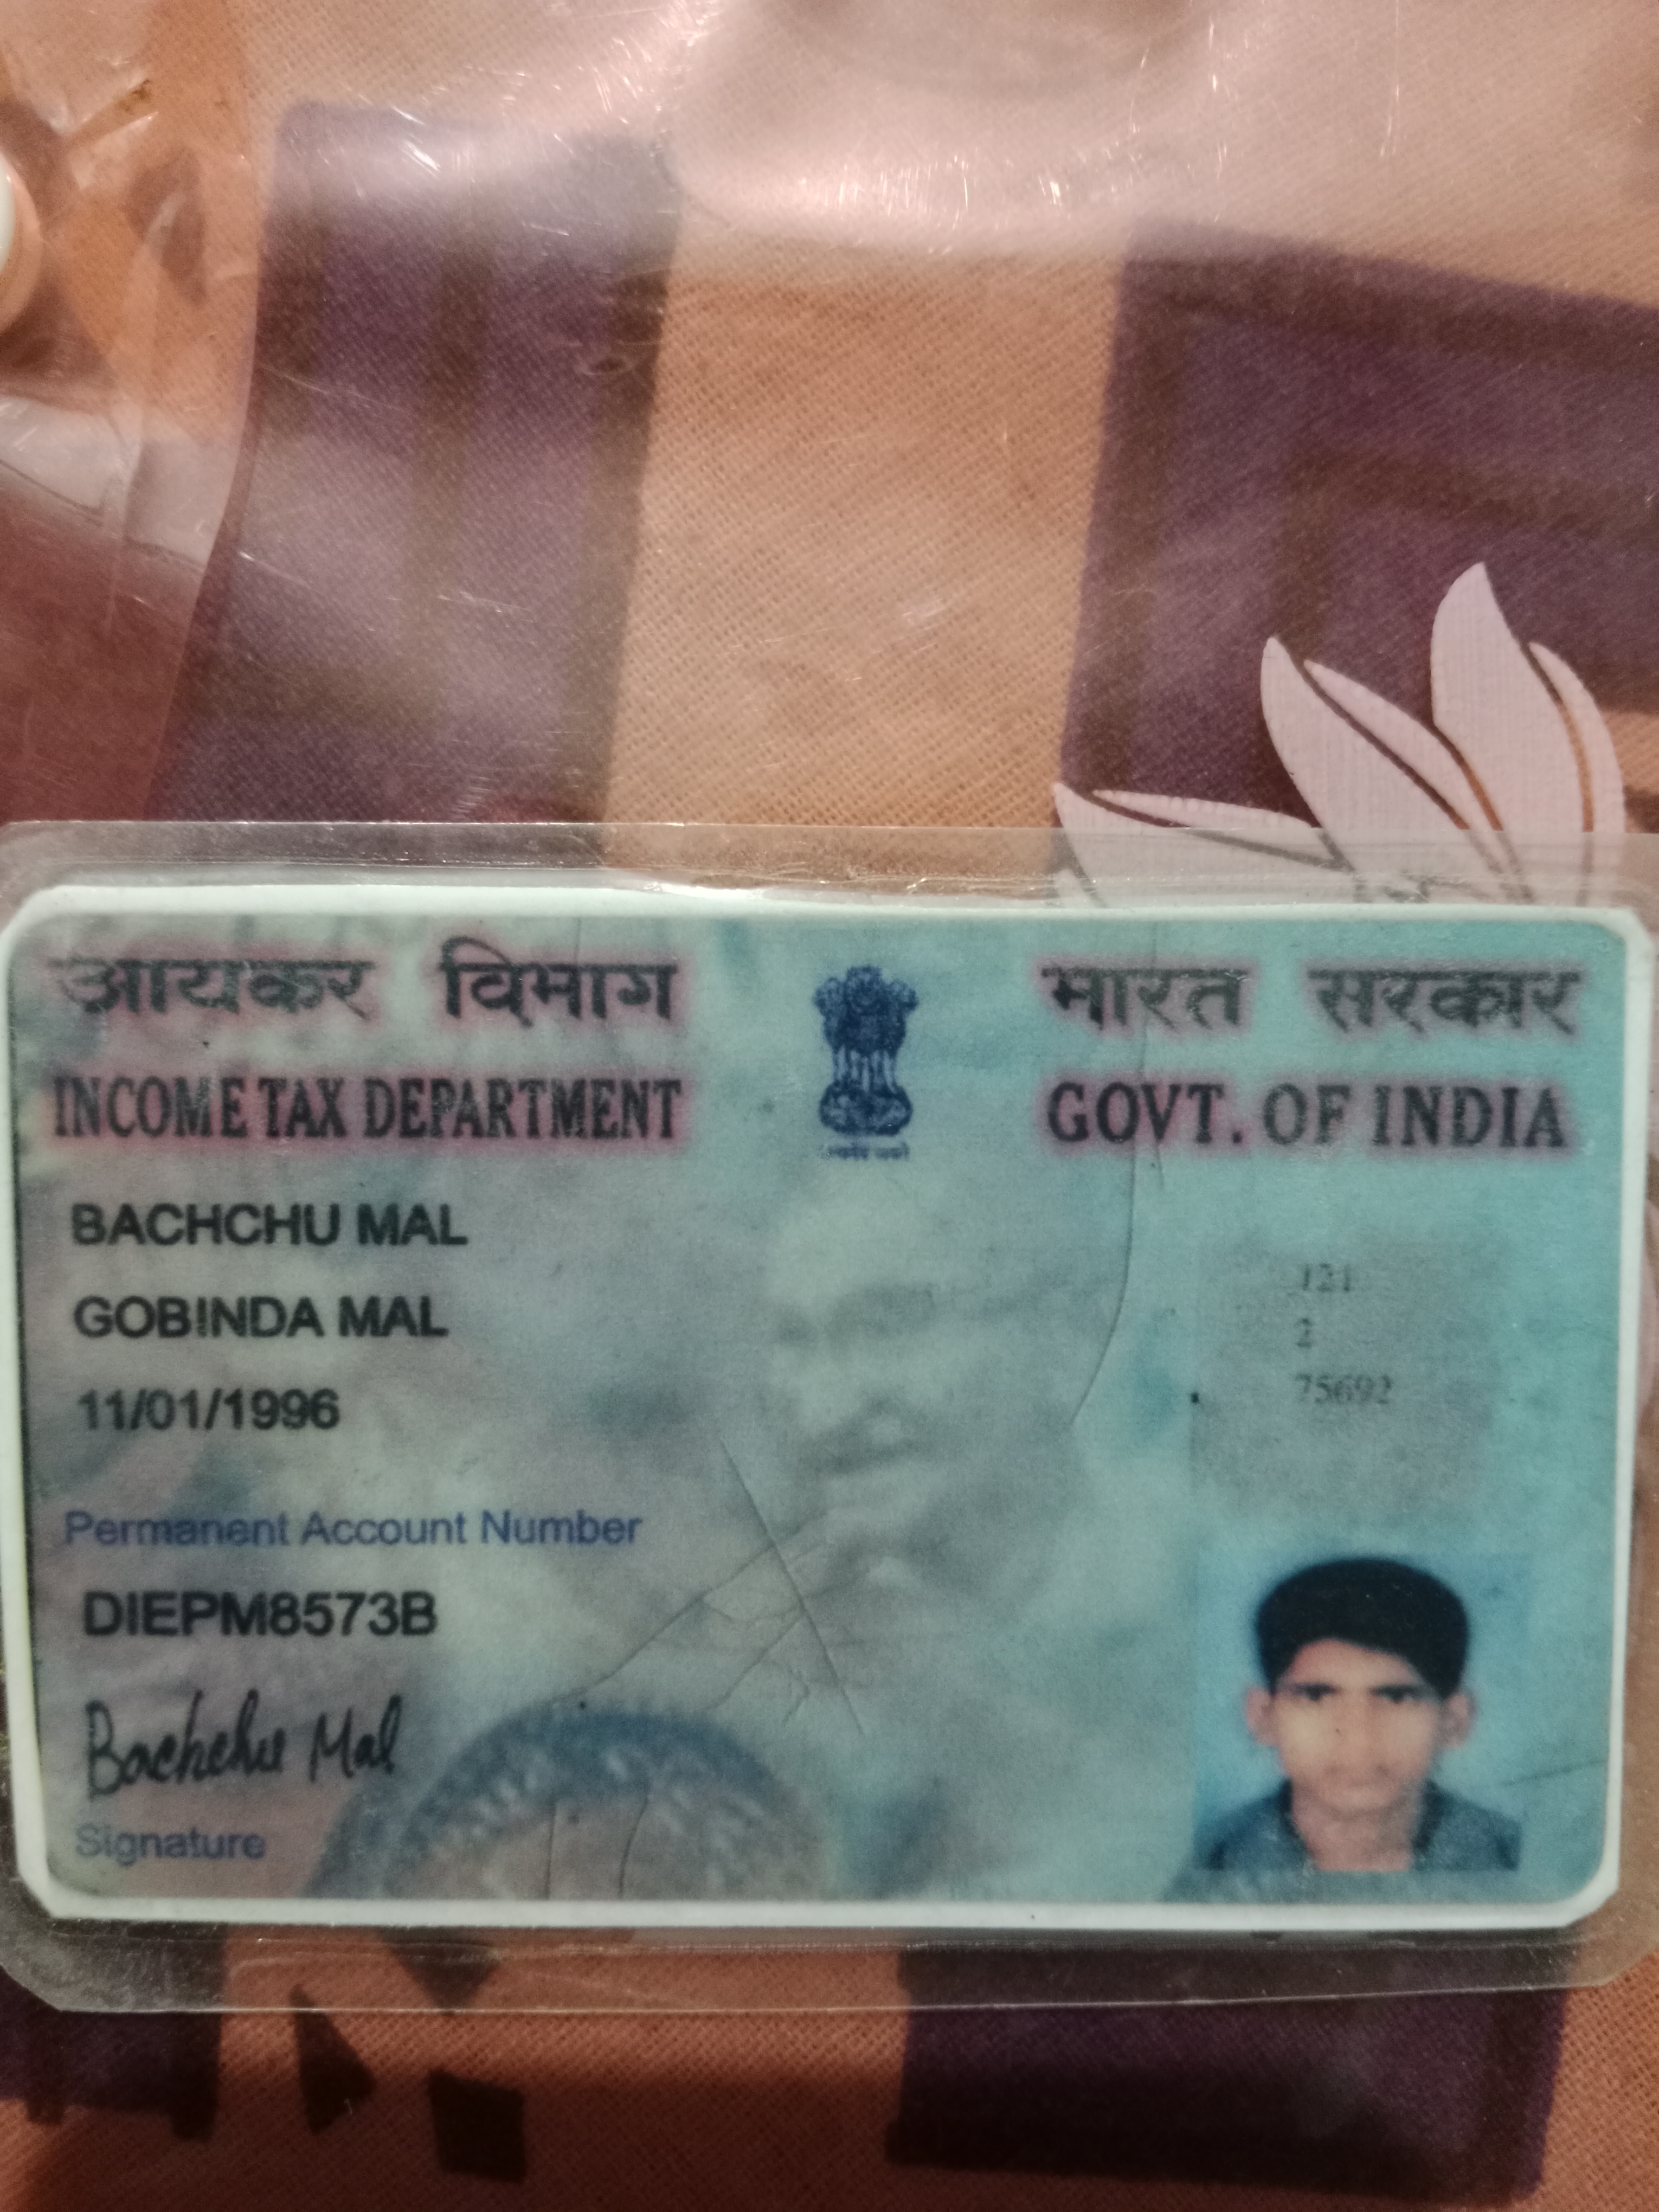 आयकर विभाग
INCOME TAX DEPARTMENT
भारत सरकार
GOVT. OF INDIA
BACHCHU MAL
GOBINDA MAL
11/01/1996
Permanent Account Number
DIEPM8573B
Bachchu Mal
Signature
121
2
75692